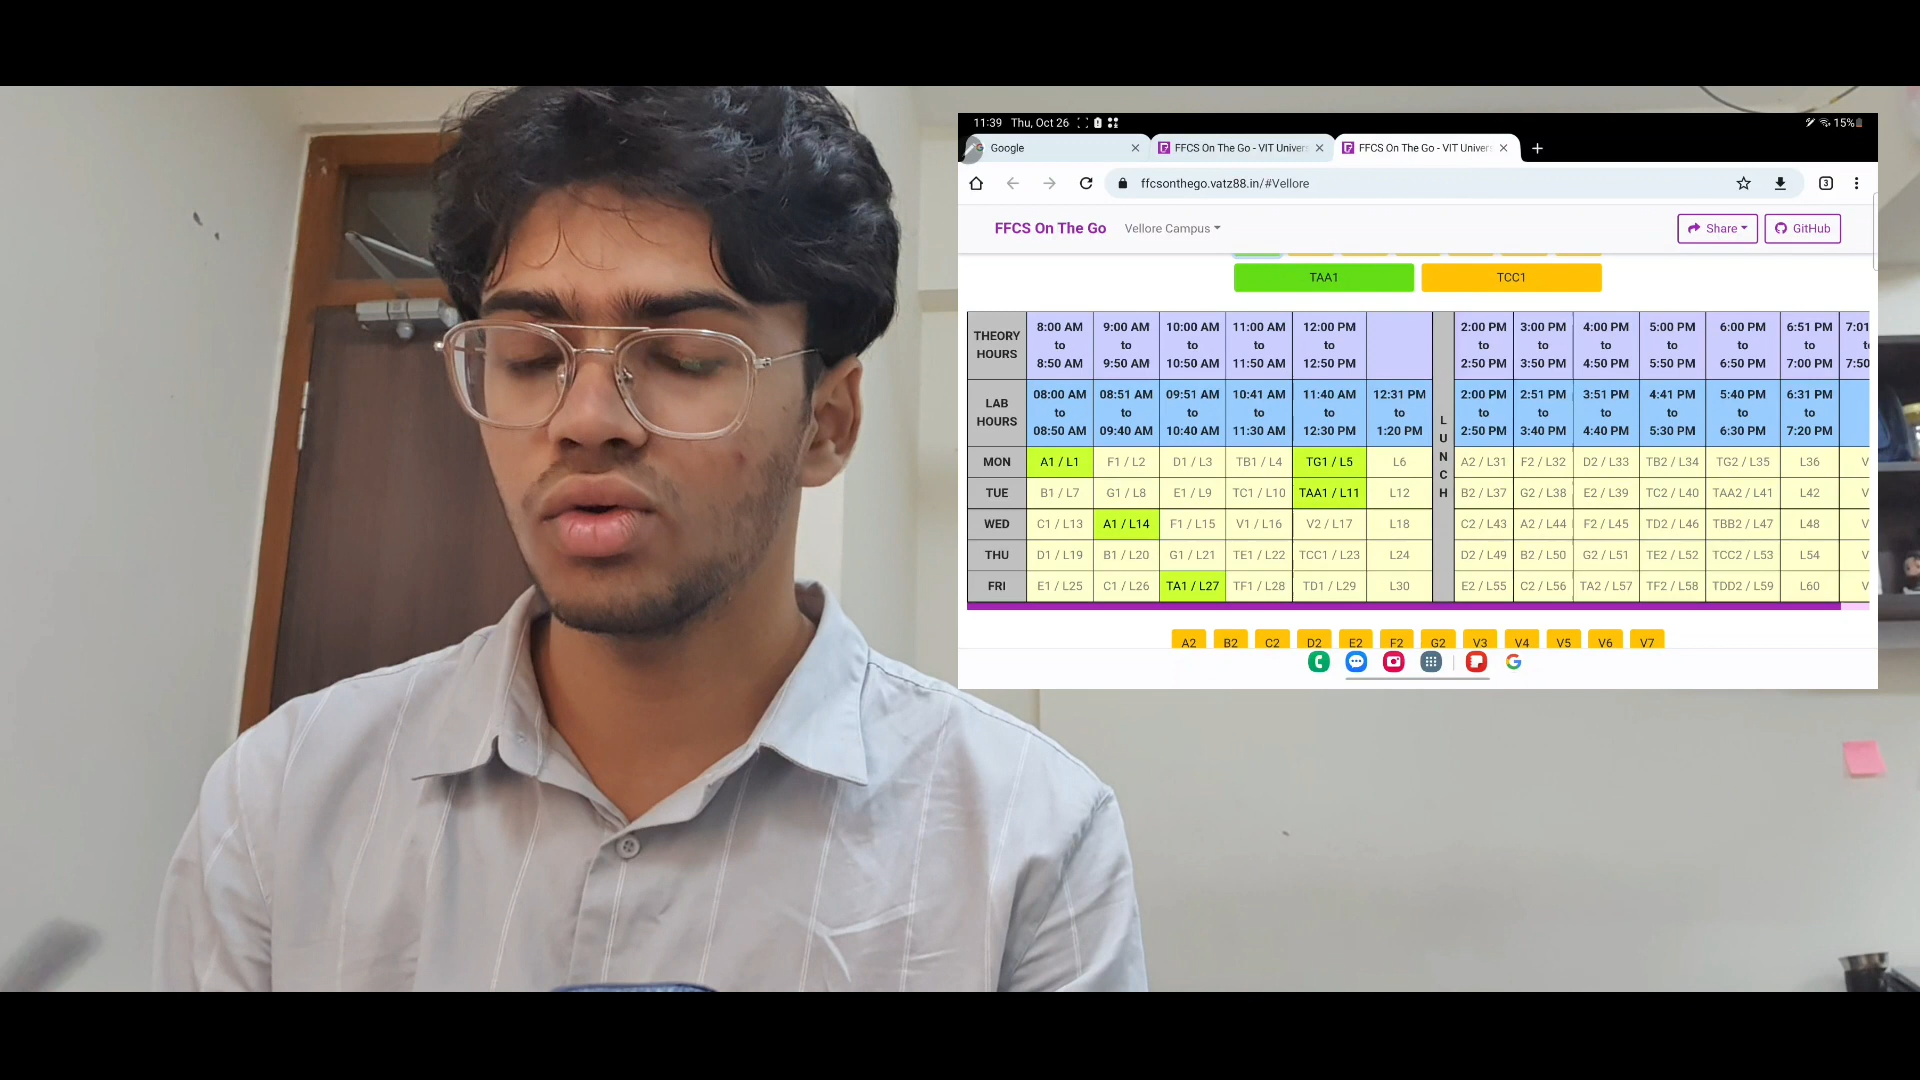 11:39 Thu, Oct 26
15%
Google
FFCS On The Go - VIT Univers
FFCS On The Go - VIT Univers
ffcsonthego.vatz88.in/#Vellore
3
FFCS On The Go
Vellore Campus
Share
GitHub
TAA1
TCC1
THEORY HOURS
8:00 AM to 8:50 AM
9:00 AM to 9:50 AM
10:00 AM to 10:50 AM
11:00 AM to 11:50 AM
12:00 PM to 12:50 PM
LUNCH
2:00 PM to 2:50 PM
3:00 PM to 3:50 PM
4:00 PM to 4:50 PM
5:00 PM to 5:50 PM
6:00 PM to 6:50 PM
6:51 PM to 7:00 PM
7:01 t 7:50
LAB HOURS
08:00 AM to 08:50 AM
08:51 AM to 09:40 AM
09:51 AM to 10:40 AM
10:41 AM to 11:30 AM
11:40 AM to 12:30 PM
12:31 PM to 1:20 PM
2:00 PM to 2:50 PM
2:51 PM to 3:40 PM
3:51 PM to 4:40 PM
4:41 PM to 5:30 PM
5:40 PM to 6:30 PM
6:31 PM to 7:20 PM
MON A1 / L1 F1 / L2 D1 / L3 TB1 / L4 TG1 / L5 L6 A2 / L31 F2 / L32 D2 / L33 TB2 / L34 TG2 / L35 L36 V
TUE B1 / L7 G1 / L8 E1 / L9 TC1 / L10 TAA1 / L11 L12 B2 / L37 G2 / L38 E2 / L39 TC2 / L40 TAA2 / L41 L42 V
WED C1 / L13 A1 / L14 F1 / L15 V1 / L16 V2 / L17 L18 C2 / L43 A2 / L44 F2 / L45 TD2 / L46 TBB2 / L47 L48 V
THU D1 / L19 B1 / L20 G1 / L21 TE1 / L22 TCC1 / L23 L24 D2 / L49 B2 / L50 G2 / L51 TE2 / L52 TCC2 / L53 L54 V
FRI E1 / L25 C1 / L26 TA1 / L27 TF1 / L28 TD1 / L29 L30 E2 / L55 C2 / L56 TA2 / L57 TF2 / L58 TDD2 / L59 L60 V
A2 B2 C2 D2 E2 F2 G2 V3 V4 V5 V6 V7